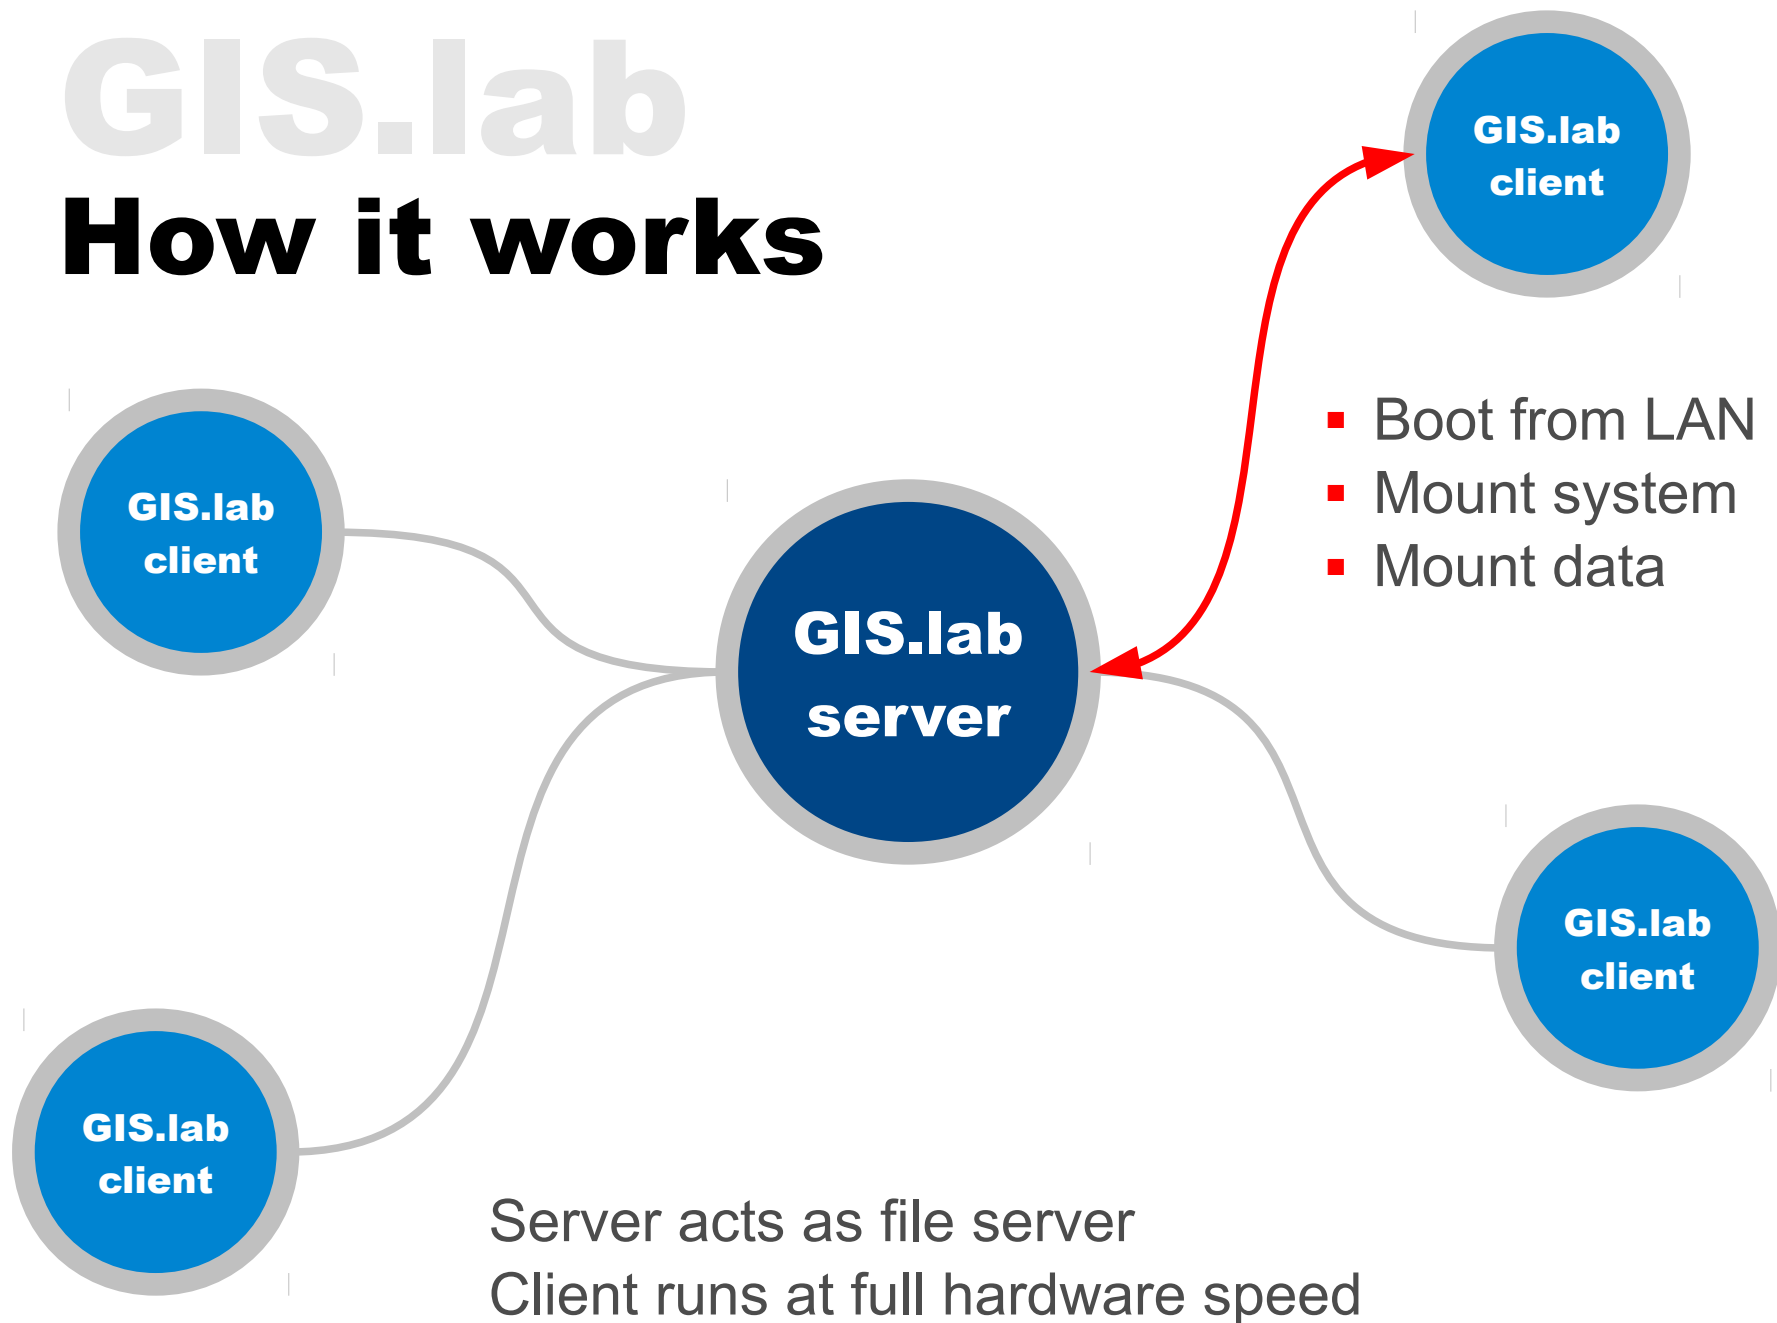 GIS.lab
How it works
GIS.lab
client
▪ Boot from LAN
▪ Mount system
▪ Mount data
GIS.lab
client
GIS.lab
server
GIS.lab
client
GIS.lab
client
Server acts as file server
Client runs at full hardware speed